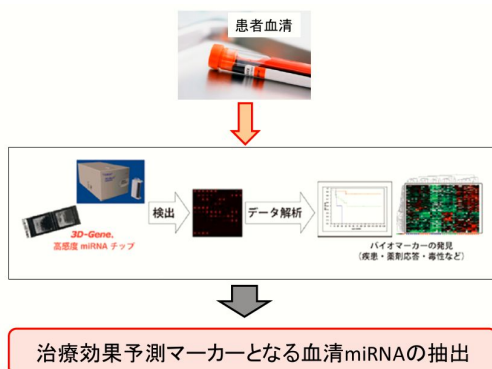 患者血清
3D-Gene.
高感度 miRNA チップ
検出
データ解析
バイオマーカーの発見
(疾患・薬剤応答・毒性など)
治療効果予測マーカーとなる血清miRNAの抽出